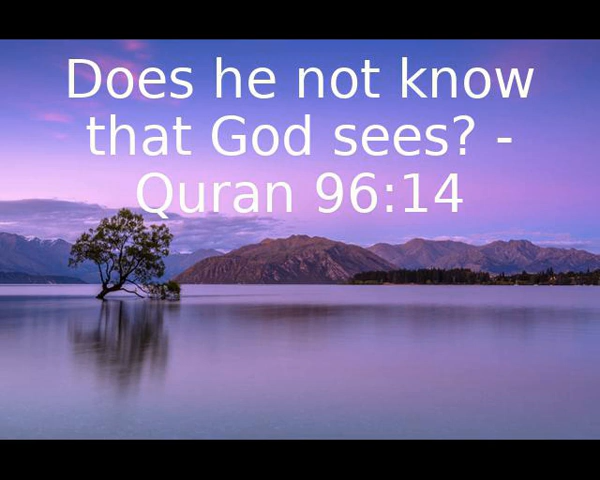 Does he not know
that God sees? -
Quran 96:14